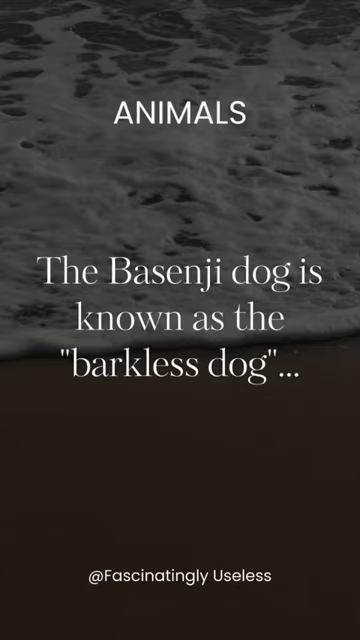 ANIMALS
The Basenji dog is
known as the
"barkless dog"...
@Fascinatingly Useless